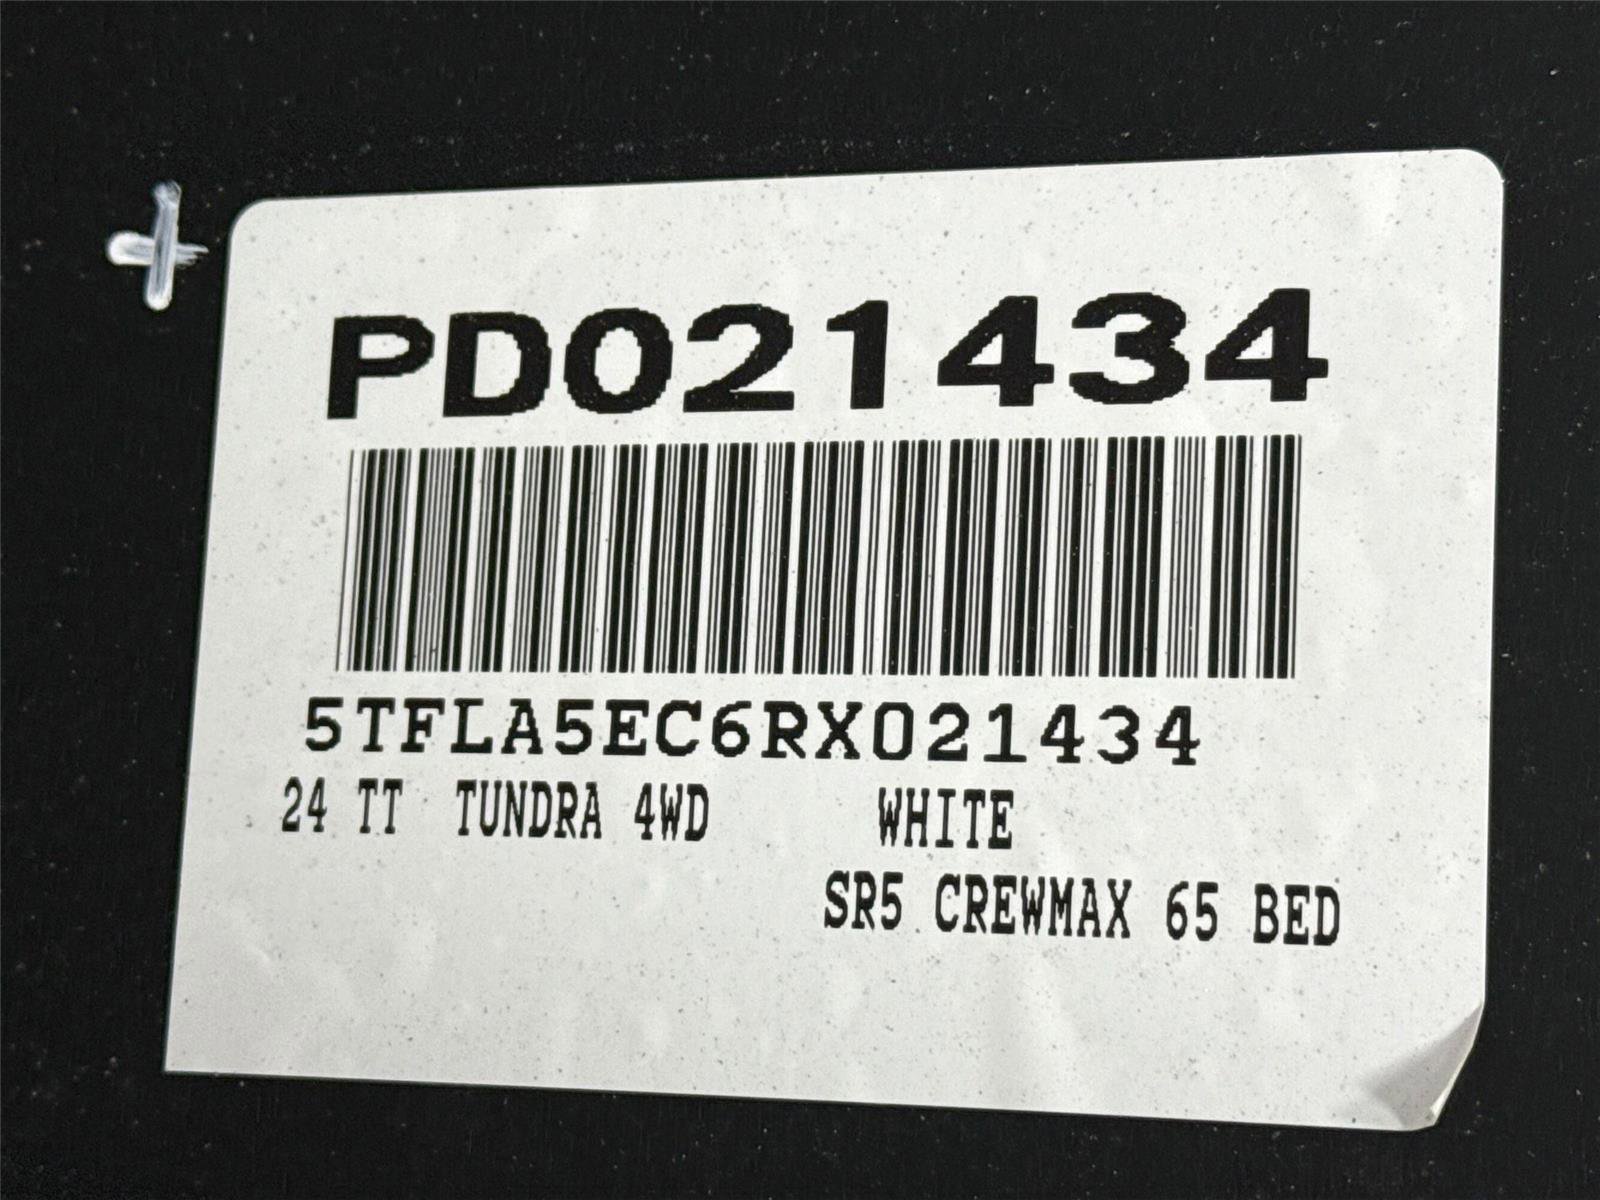 PD021434
5TFLA5EC6RX021434
24 TT TUNDRA 4WD WHITE
SR5 CREWMAX 65 BED